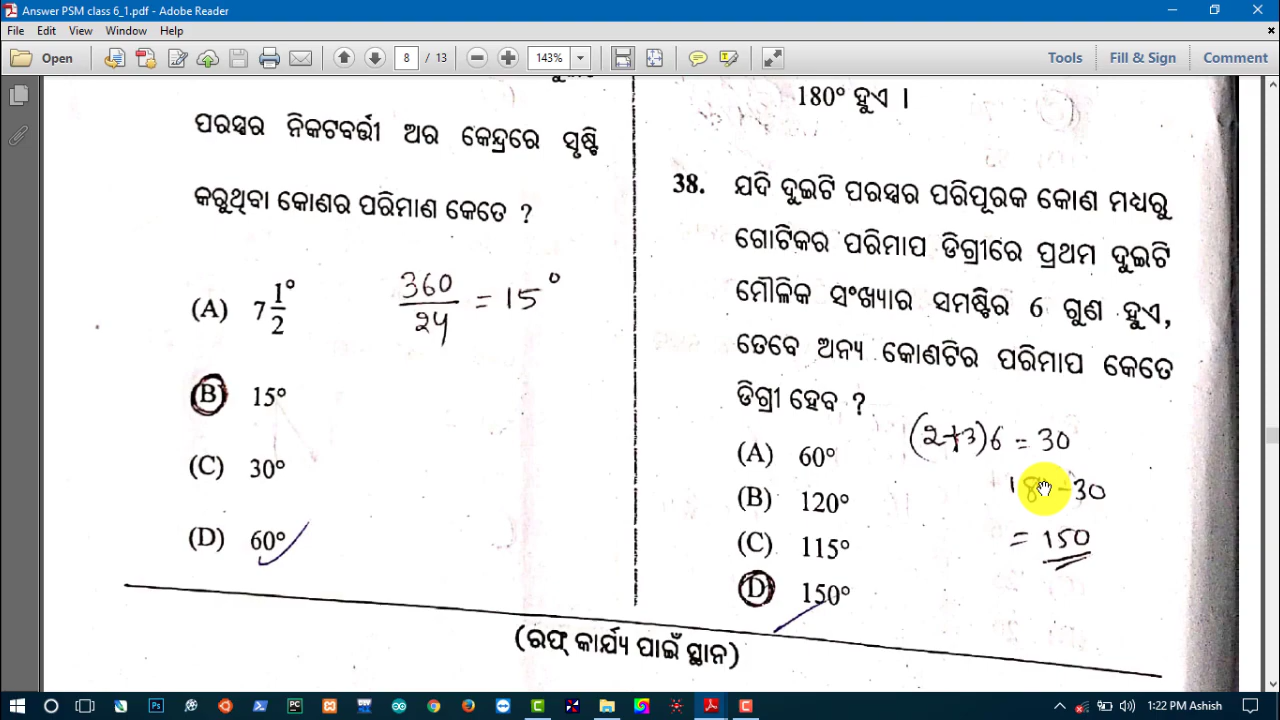 Answer PSM class 6_1.pdf - Adobe Reader
File Edit View Window Help
Open 8 / 13 143% Tools Fill & Sign Comment
ପରସ୍ପର ନିକଟବର୍ତ୍ତୀ ଅର କେନ୍ଦ୍ରରେ ସୃଷ୍ଟି
କରୁଥିବା କୋଣର ପରିମାଣ କେତେ ?
(A) 7 1/2°
360/24 = 15°
(B) 15°
(C) 30°
(D) 60°
180° ହୁଏ ।
38. ଯଦି ଦୁଇଟି ପରସ୍ପର ପରିପୂରକ କୋଣ ମଧ୍ୟରୁ
ଗୋଟିକର ପରିମାପ ଡିଗ୍ରୀରେ ପ୍ରଥମ ଦୁଇଟି
ମୌଳିକ ସଂଖ୍ୟାର ସମଷ୍ଟିର 6 ଗୁଣ ହୁଏ,
ତେବେ ଅନ୍ୟ କୋଣଟିର ପରିମାପ କେତେ
ଡିଗ୍ରୀ ହେବ ?
(2+3)6 = 30
(A) 60°
180-30
(B) 120°
= 150
(C) 115°
(D) 150°
(ରଫ୍ କାର୍ଯ୍ୟ ପାଇଁ ସ୍ଥାନ)
1:22 PM Ashish